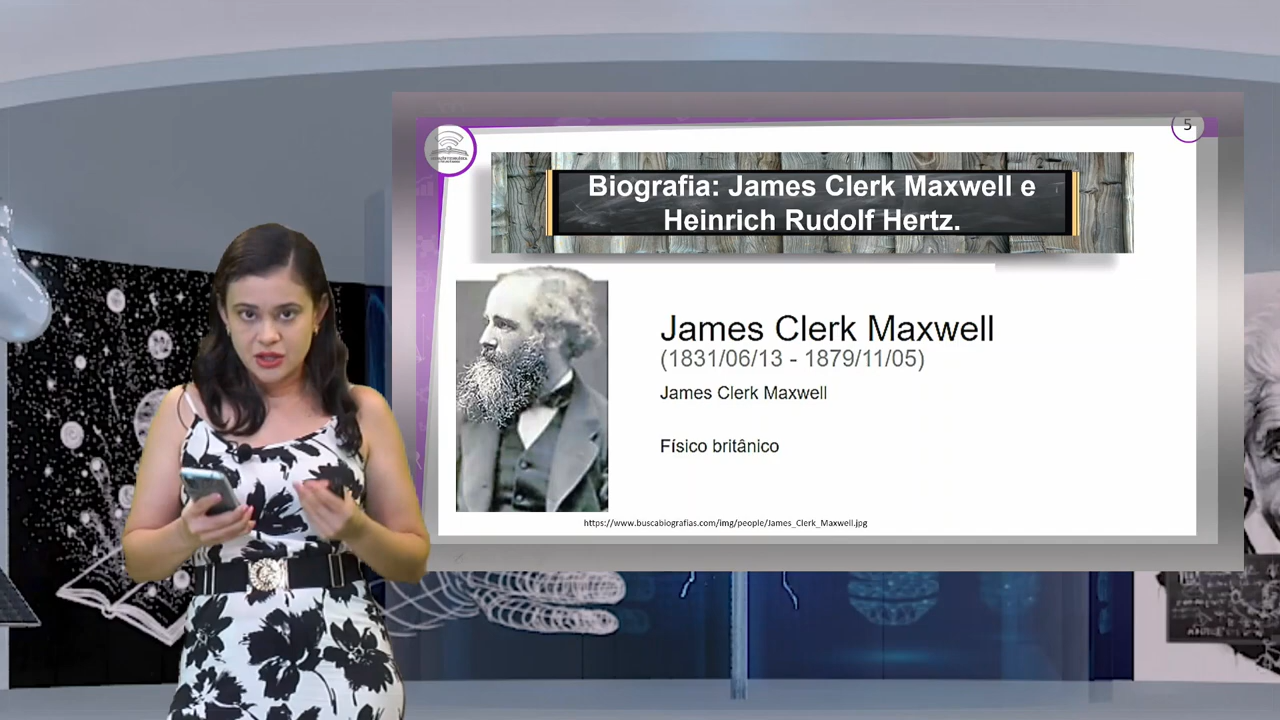 5
Biografia: James Clerk Maxwell e
Heinrich Rudolf Hertz.
James Clerk Maxwell
(1831/06/13 - 1879/11/05)
James Clerk Maxwell
Físico britânico
https://www.buscabiografias.com/img/people/James_Clerk_Maxwell.jpg